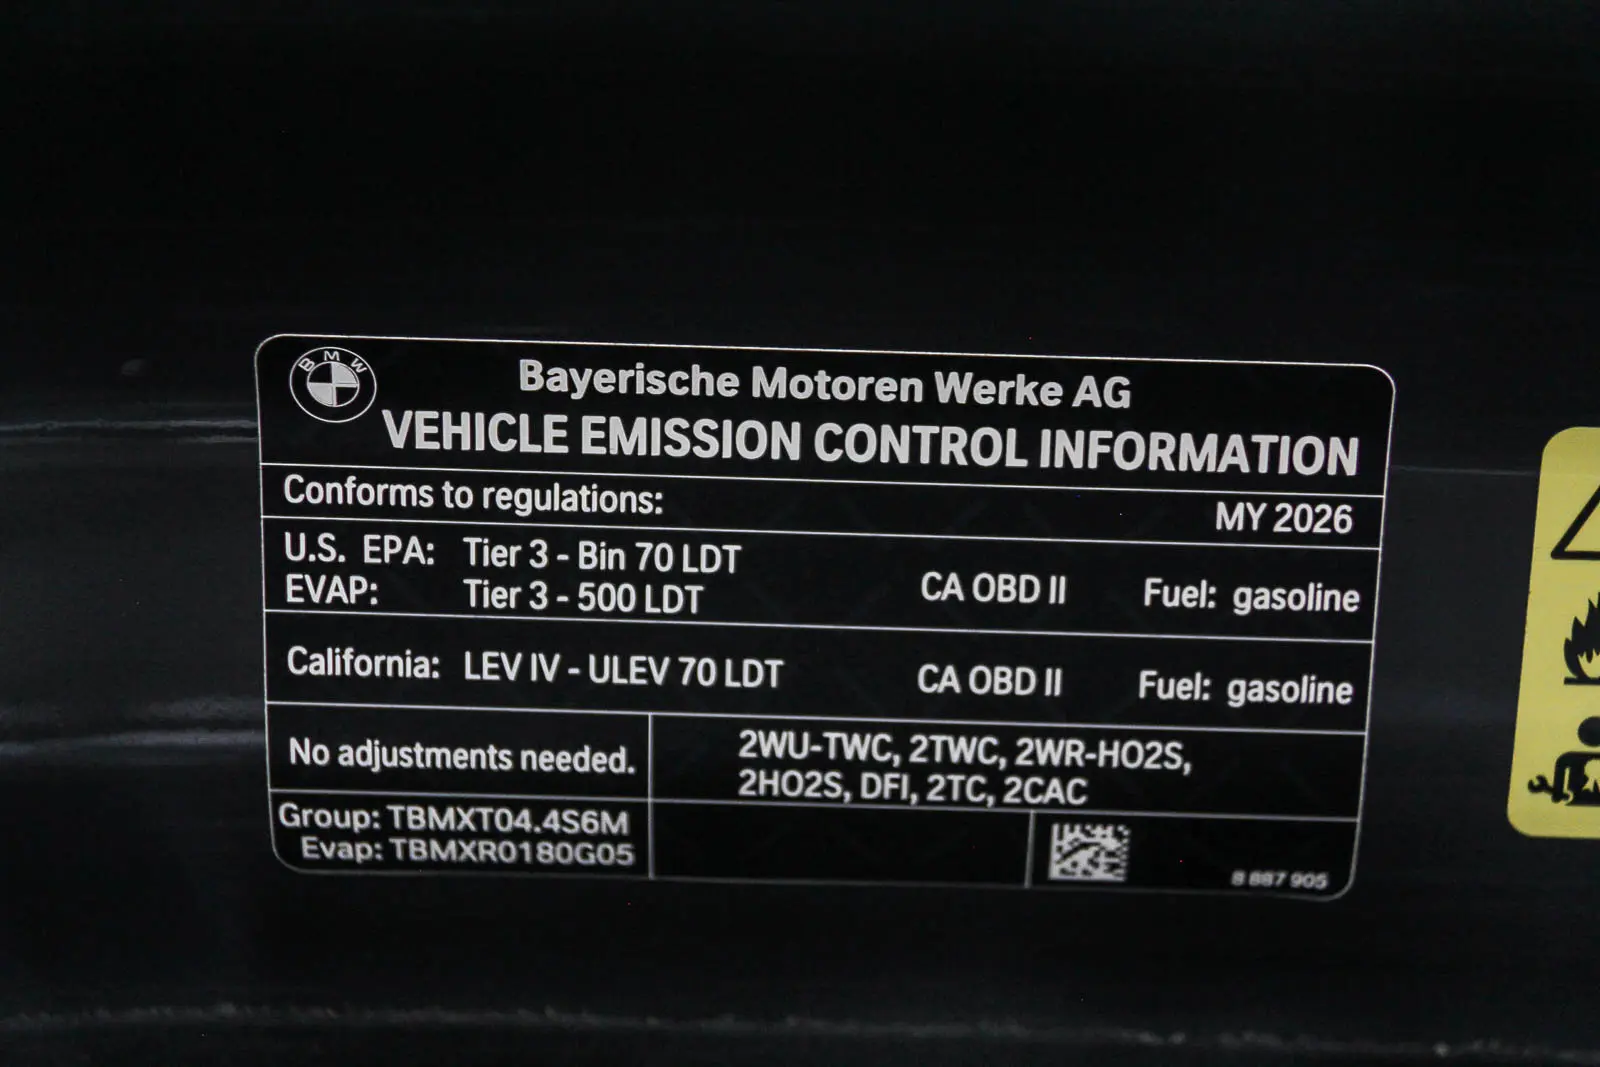 BMW
Bayerische Motoren Werke AG
VEHICLE EMISSION CONTROL INFORMATION
Conforms to regulations: MY 2026
U.S. EPA: Tier 3 - Bin 70 LDT
EVAP: Tier 3 - 500 LDT CA OBD II Fuel: gasoline
California: LEV IV - ULEV 70 LDT CA OBD II Fuel: gasoline
No adjustments needed.
2WU-TWC, 2TWC, 2WR-HO2S,
2HO2S, DFI, 2TC, 2CAC
Group: TBMXT04.4S6M
Evap: TBMXR0180G05
8 887 905